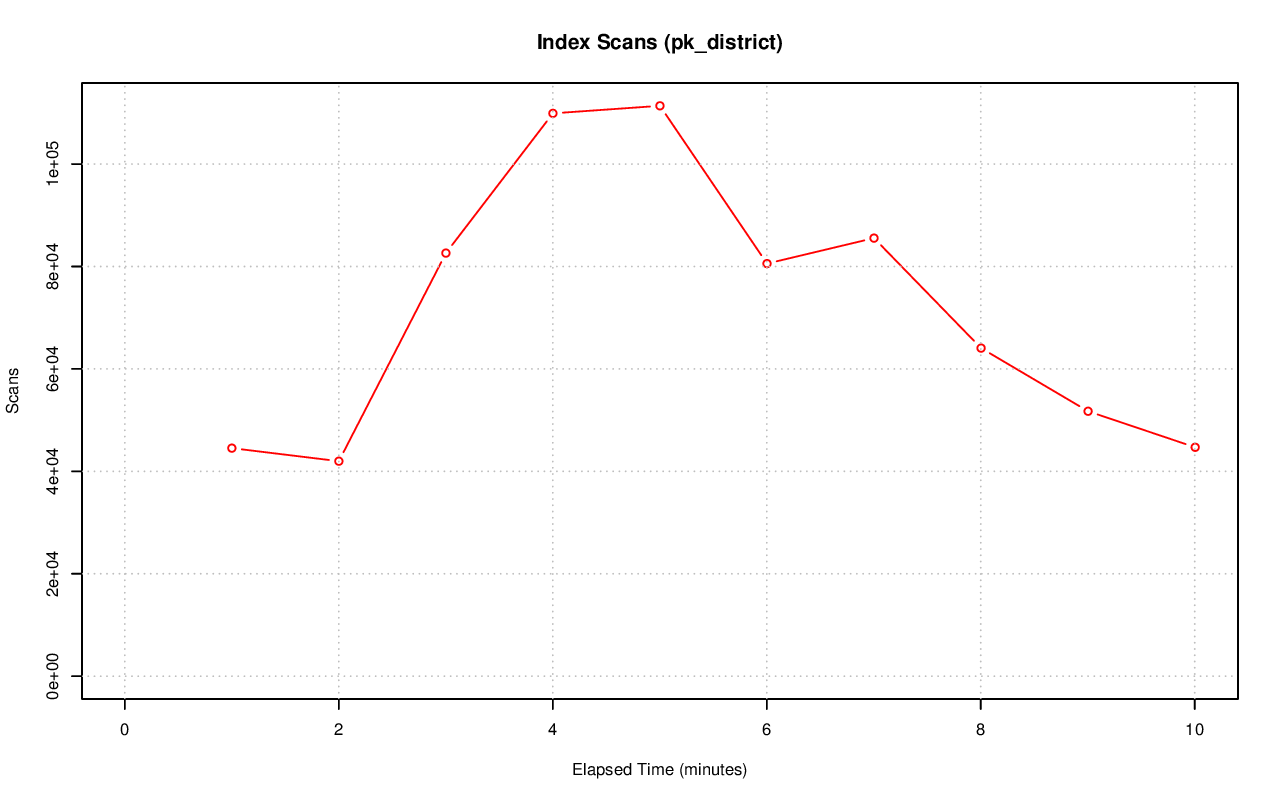 Index Scans (pk_district)
Scans
1e+05
8e+04
6e+04
4e+04
2e+04
0e+00
0 2 4 6 8 10
Elapsed Time (minutes)